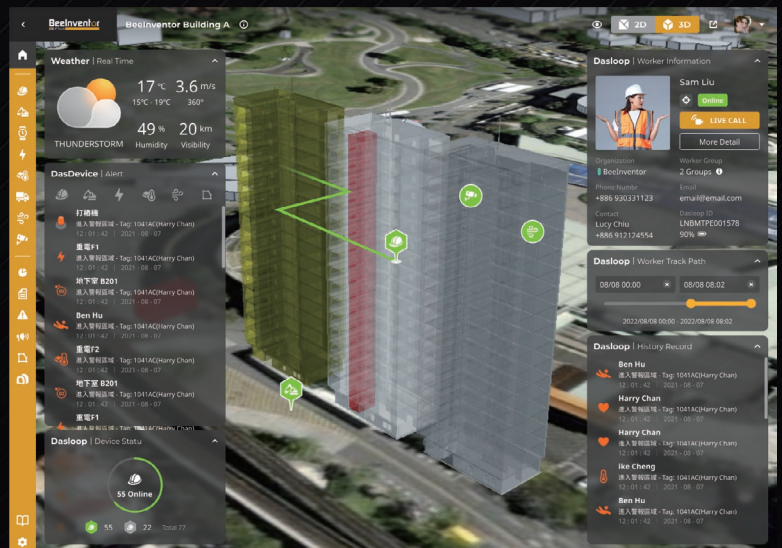 BeeInventor
BeeInventor Building A
2D
3D
Weather | Real Time
17 °C
3.6 m/s
15°C - 19°C
360°
49 %
20 km
THUNDERSTORM
Humidity
Visibility
DasDevice | Alert
打樁機
進入警報區域 - Tag: 1041AC(Harry Chan)
12 : 01 : 42 | 2021 - 08 - 07
重電F1
進入警報區域 - Tag: 1041AC(Harry Chan)
12 : 01 : 42 | 2021 - 08 - 07
地下室 B201
進入警報區域 - Tag: 1041AC(Harry Chan)
12 : 01 : 42 | 2021 - 08 - 07
Ben Hu
進入警報區域 - Tag: 1041AC(Harry Chan)
12 : 01 : 42 | 2021 - 08 - 07
重電F2
進入警報區域 - Tag: 1041AC(Harry Chan)
12 : 01 : 42 | 2021 - 08 - 07
地下室 B201
進入警報區域 - Tag: 1041AC(Harry Chan)
12 : 01 : 42 | 2021 - 08 - 07
重電F1
Dasloop | Device Statu
55 Online
55
22
Total 77
Dasloop | Worker Information
Sam Liu
Online
LIVE CALL
More Detail
Organization
Worker Group
BeeInventor
2 Groups
Phone Numbr
Email
+886 930331123
email@email.com
Contact
Dasloop ID
Lucy Chiu
LNBMTPE001578
+886 912124554
90%
Dasloop | Worker Track Path
08/08 00:00
08/08 08:02
2022/08/08 00:00 - 2022/08/08 08:02
Dasloop | History Record
Ben Hu
進入警報區域 - Tag: 1041AC(Harry Chan)
12 : 01 : 42 | 2021 - 08 - 07
Harry Chan
進入警報區域 - Tag: 1041AC(Harry Chan)
12 : 01 : 42 | 2021 - 08 - 07
Harry Chan
進入警報區域 - Tag: 1041AC(Harry Chan)
12 : 01 : 42 | 2021 - 08 - 07
ike Cheng
進入警報區域 - Tag: 1041AC(Harry Chan)
12 : 01 : 42 | 2021 - 08 - 07
Ben Hu
進入警報區域 - Tag: 1041AC(Harry Chan)
12 : 01 : 42 | 2021 - 08 - 07